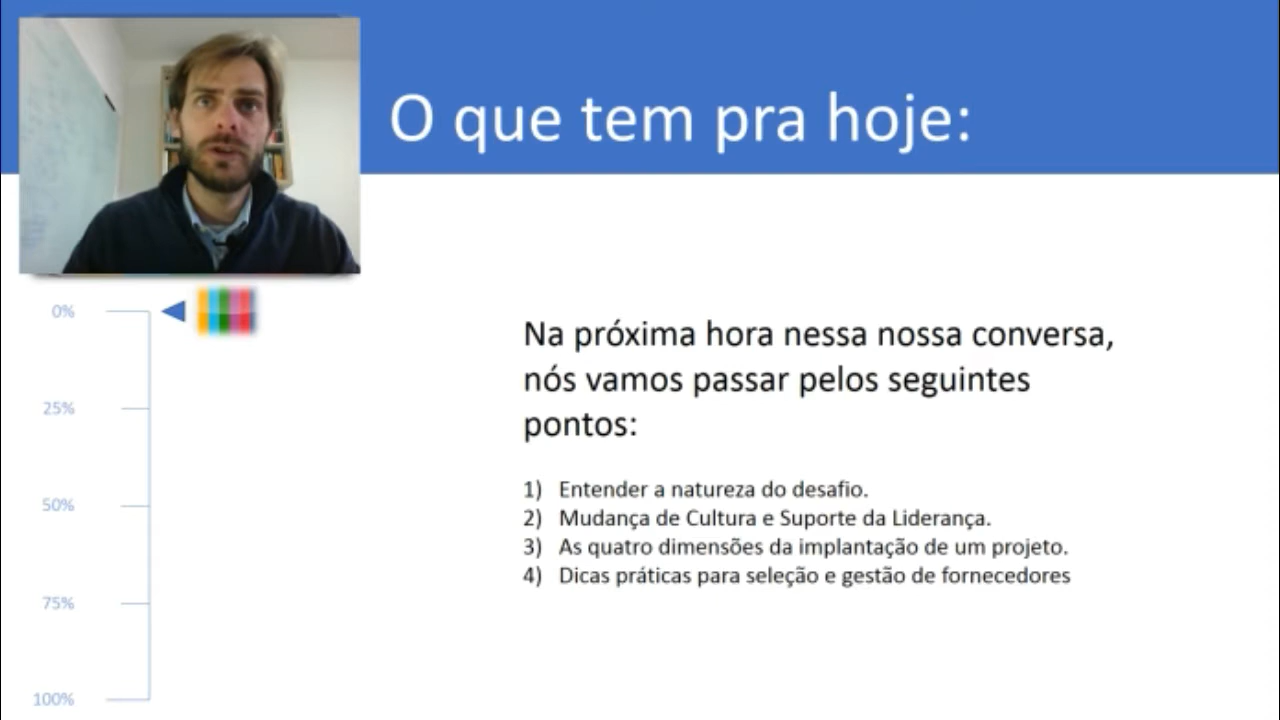 O que tem pra hoje:
0%
25%
50%
75%
100%
Na próxima hora nessa nossa conversa,
nós vamos passar pelos seguintes
pontos:
1) Entender a natureza do desafio.
2) Mudança de Cultura e Suporte da Liderança.
3) As quatro dimensões da implantação de um projeto.
4) Dicas práticas para seleção e gestão de fornecedores